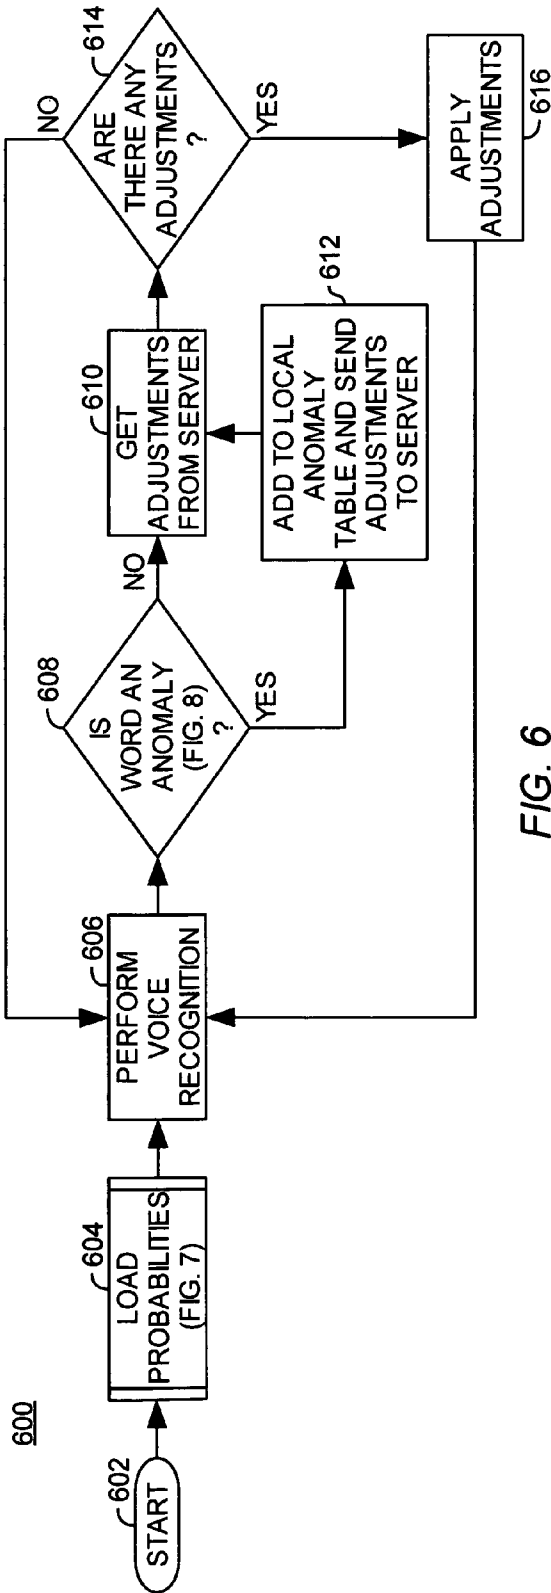 600
602
START
604
LOAD
PROBABILITIES
(FIG. 7)
606
PERFORM
VOICE
RECOGNITION
608
IS
WORD AN
ANOMALY
(FIG. 8)
?
NO
YES
610
GET
ADJUSTMENTS
FROM SERVER
612
ADD TO LOCAL
ANOMALY
TABLE AND SEND
ADJUSTMENTS
TO SERVER
614
ARE
THERE ANY
ADJUSTMENTS
?
NO
YES
616
APPLY
ADJUSTMENTS
FIG. 6